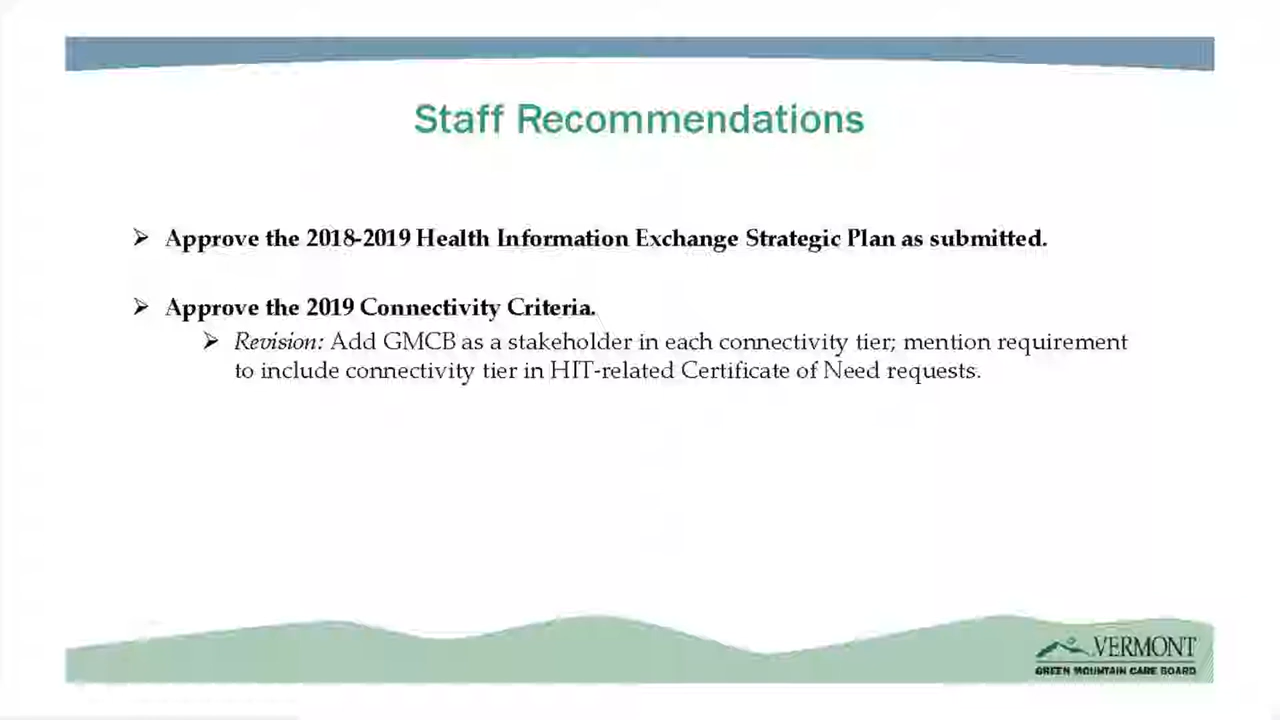 Staff Recommendations
➢ Approve the 2018-2019 Health Information Exchange Strategic Plan as submitted.
➢ Approve the 2019 Connectivity Criteria.
➢ Revision: Add GMCB as a stakeholder in each connectivity tier; mention requirement
to include connectivity tier in HIT-related Certificate of Need requests.
VERMONT
GREEN MOUNTAIN CARE BOARD